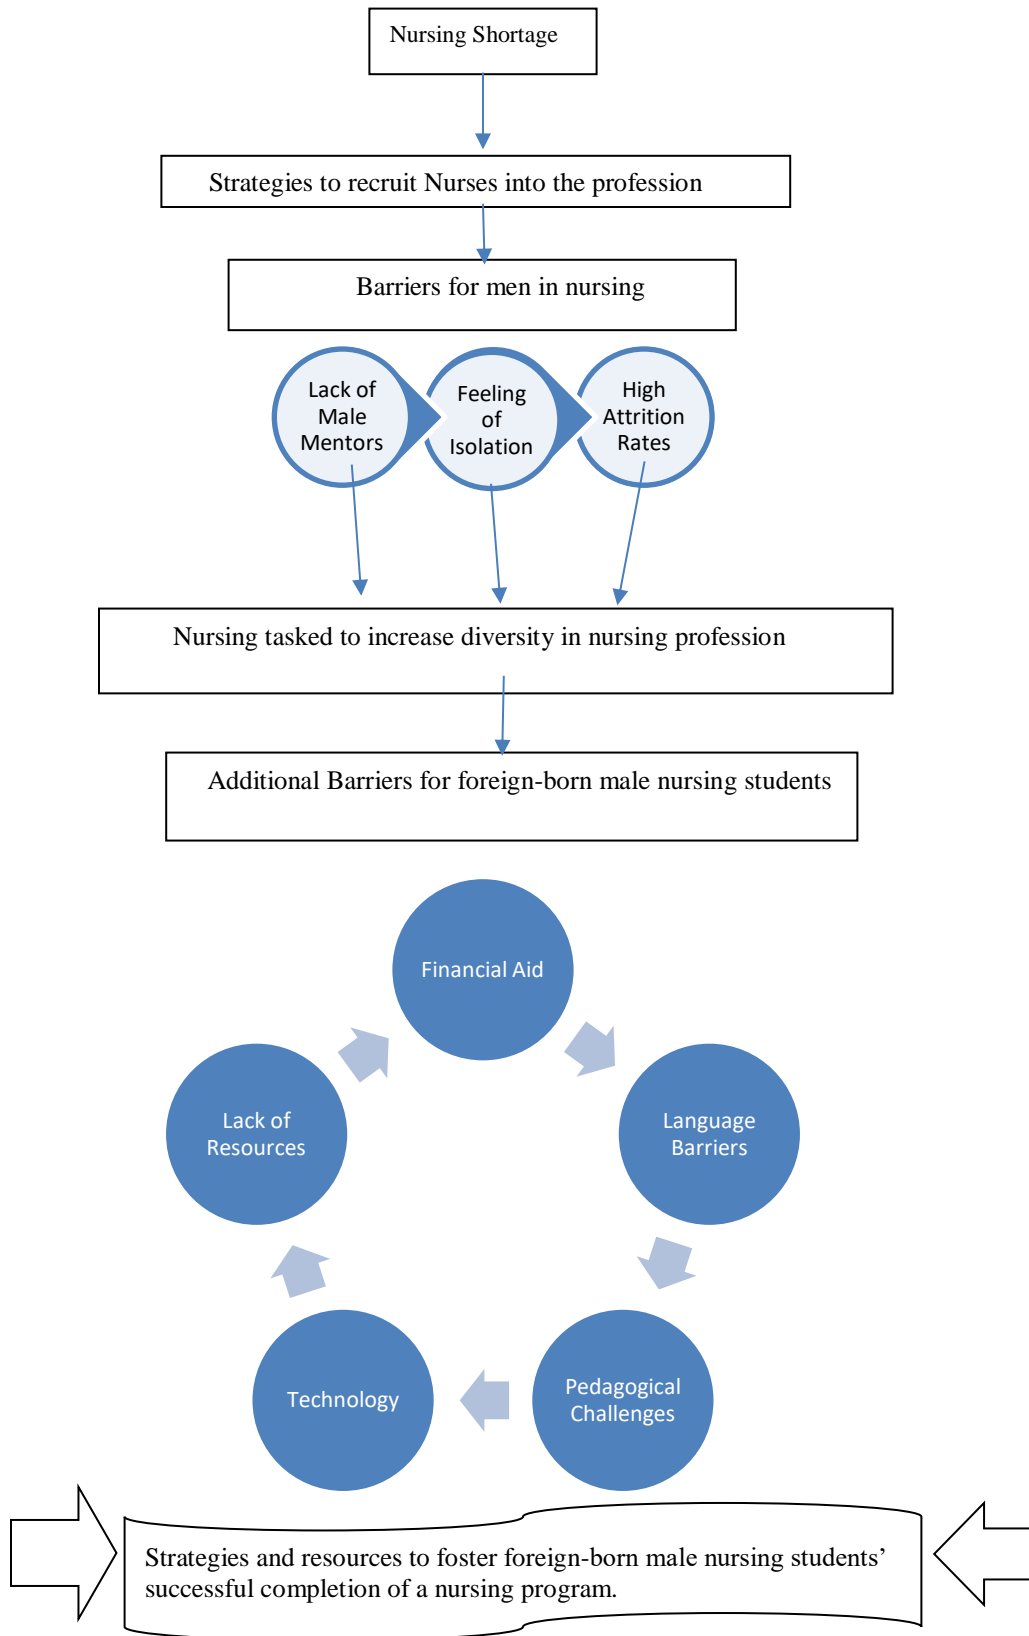 Nursing Shortage
Strategies to recruit Nurses into the profession
Barriers for men in nursing
Lack of
Male
Mentors
Feeling
of
Isolation
High
Attrition
Rates
Nursing tasked to increase diversity in nursing profession
Additional Barriers for foreign-born male nursing students
Financial Aid
Language
Barriers
Pedagogical
Challenges
Technology
Lack of
Resources
Strategies and resources to foster foreign-born male nursing students’
successful completion of a nursing program.